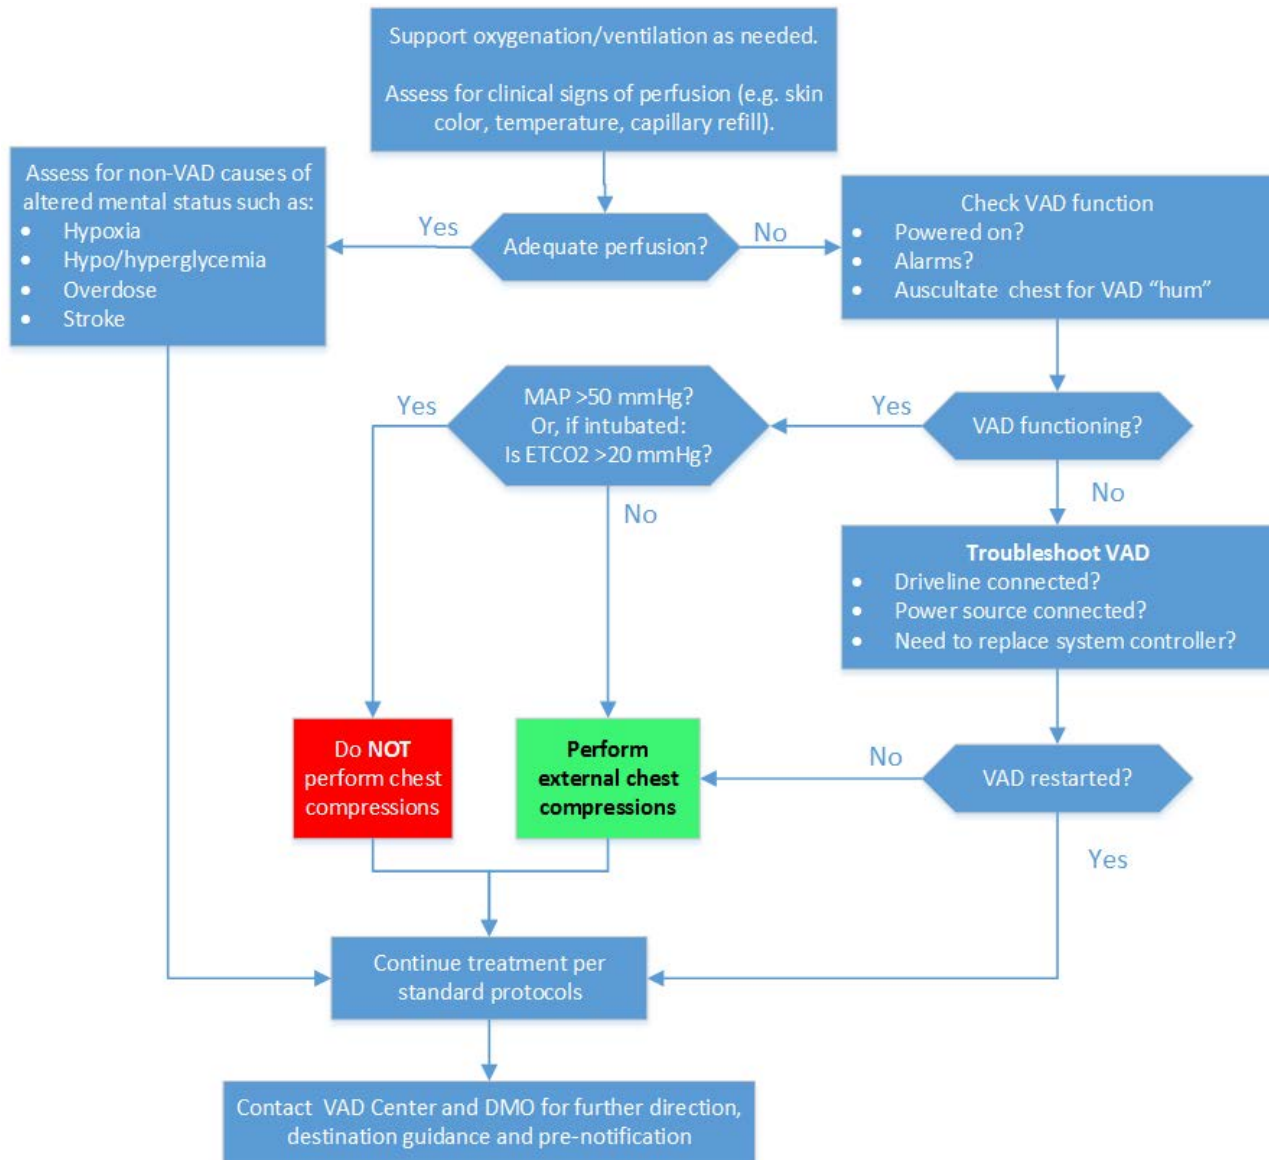 Support oxygenation/ventilation as needed.
Assess for clinical signs of perfusion (e.g. skin
color, temperature, capillary refill).
Assess for non-VAD causes of
altered mental status such as:
• Hypoxia
• Hypo/hyperglycemia
• Overdose
• Stroke
Yes
Adequate perfusion?
No
Check VAD function
• Powered on?
• Alarms?
• Auscultate chest for VAD “hum”
Yes
MAP >50 mmHg?
Or, if intubated:
Is ETCO2 >20 mmHg?
Yes
VAD functioning?
No
No
Troubleshoot VAD
• Driveline connected?
• Power source connected?
• Need to replace system controller?
Do NOT
perform chest
compressions
Perform
external chest
compressions
No
VAD restarted?
Yes
Continue treatment per
standard protocols
Contact VAD Center and DMO for further direction,
destination guidance and pre-notification